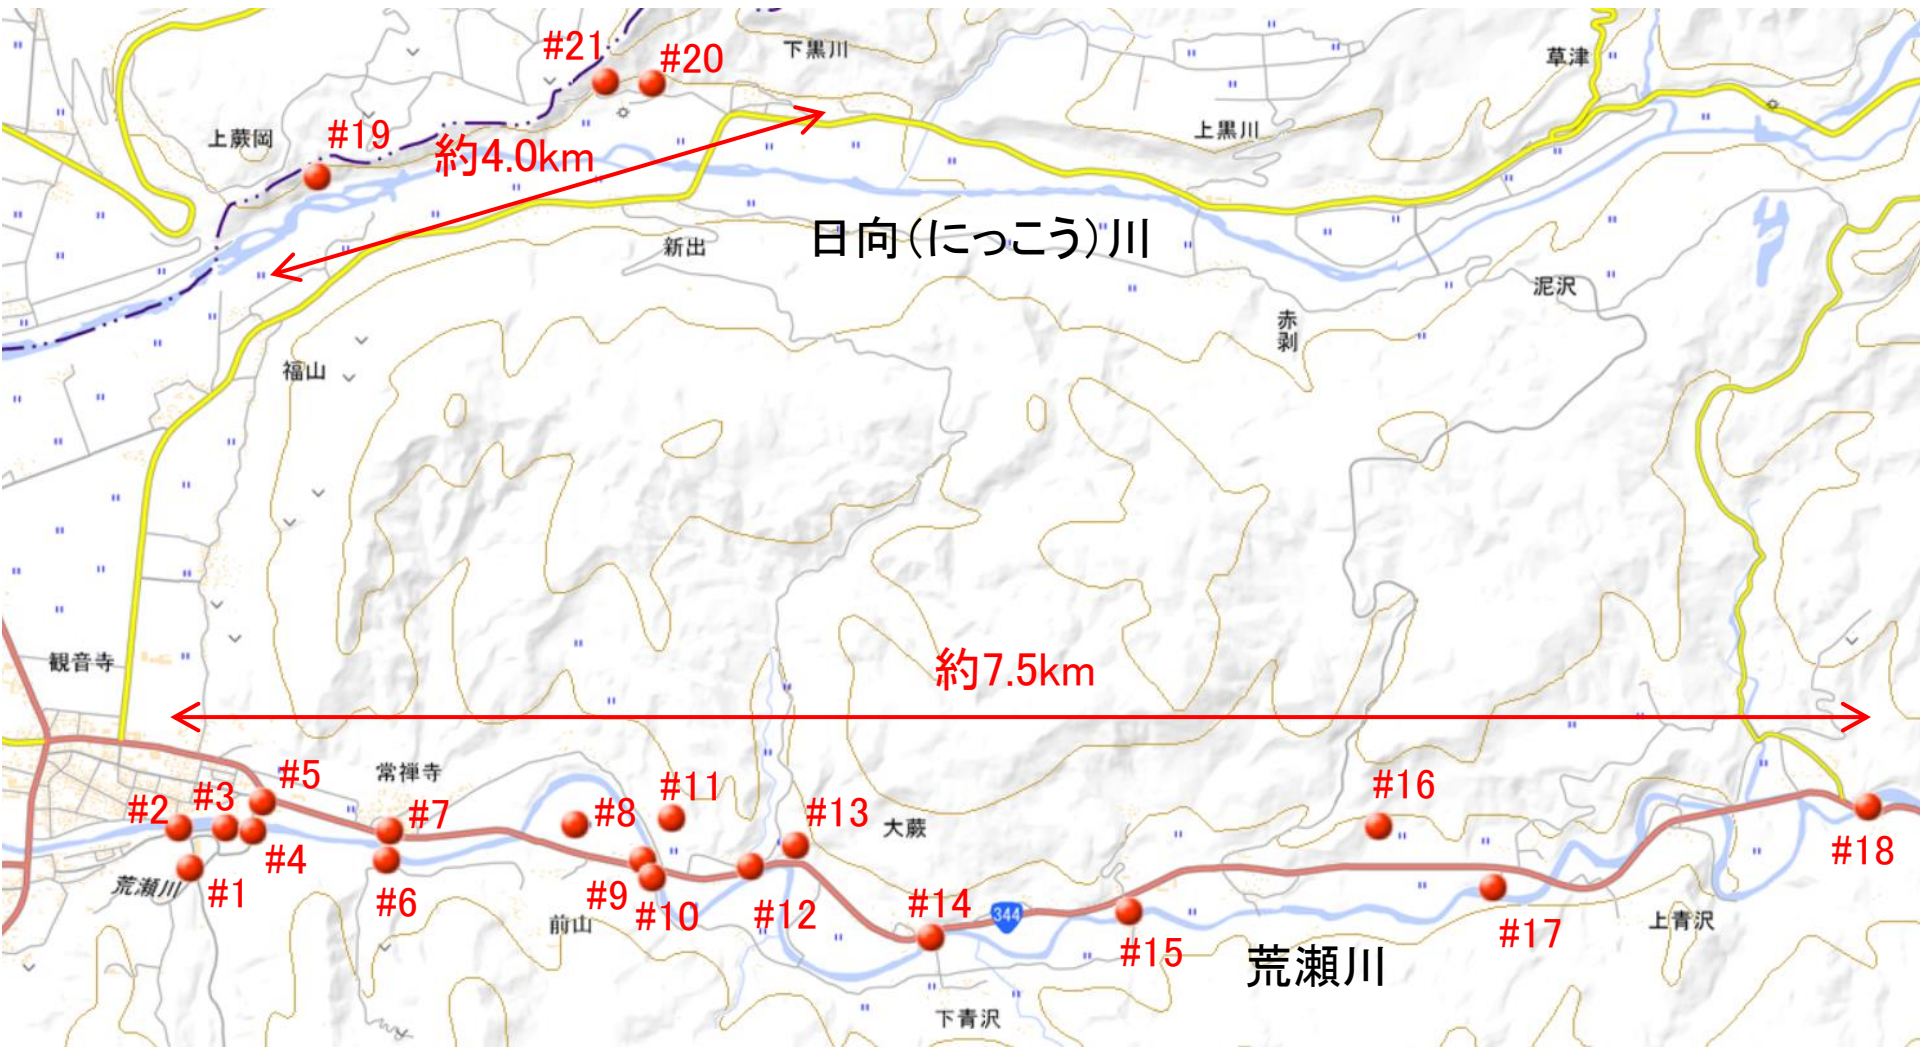 #21
#20
下黒川
草津
上蕨岡
#19
約4.0km
上黒川
日向(にっこう)川
新出
泥沢
赤剥
福山
約7.5km
観音寺
常禅寺
#5
#11
#16
#2
#3
#7
#8
#13
大蕨
#4
#18
荒瀬川
#1
#6
#9
#10
#12
#14
344
前山
#15
#17
上青沢
荒瀬川
下青沢